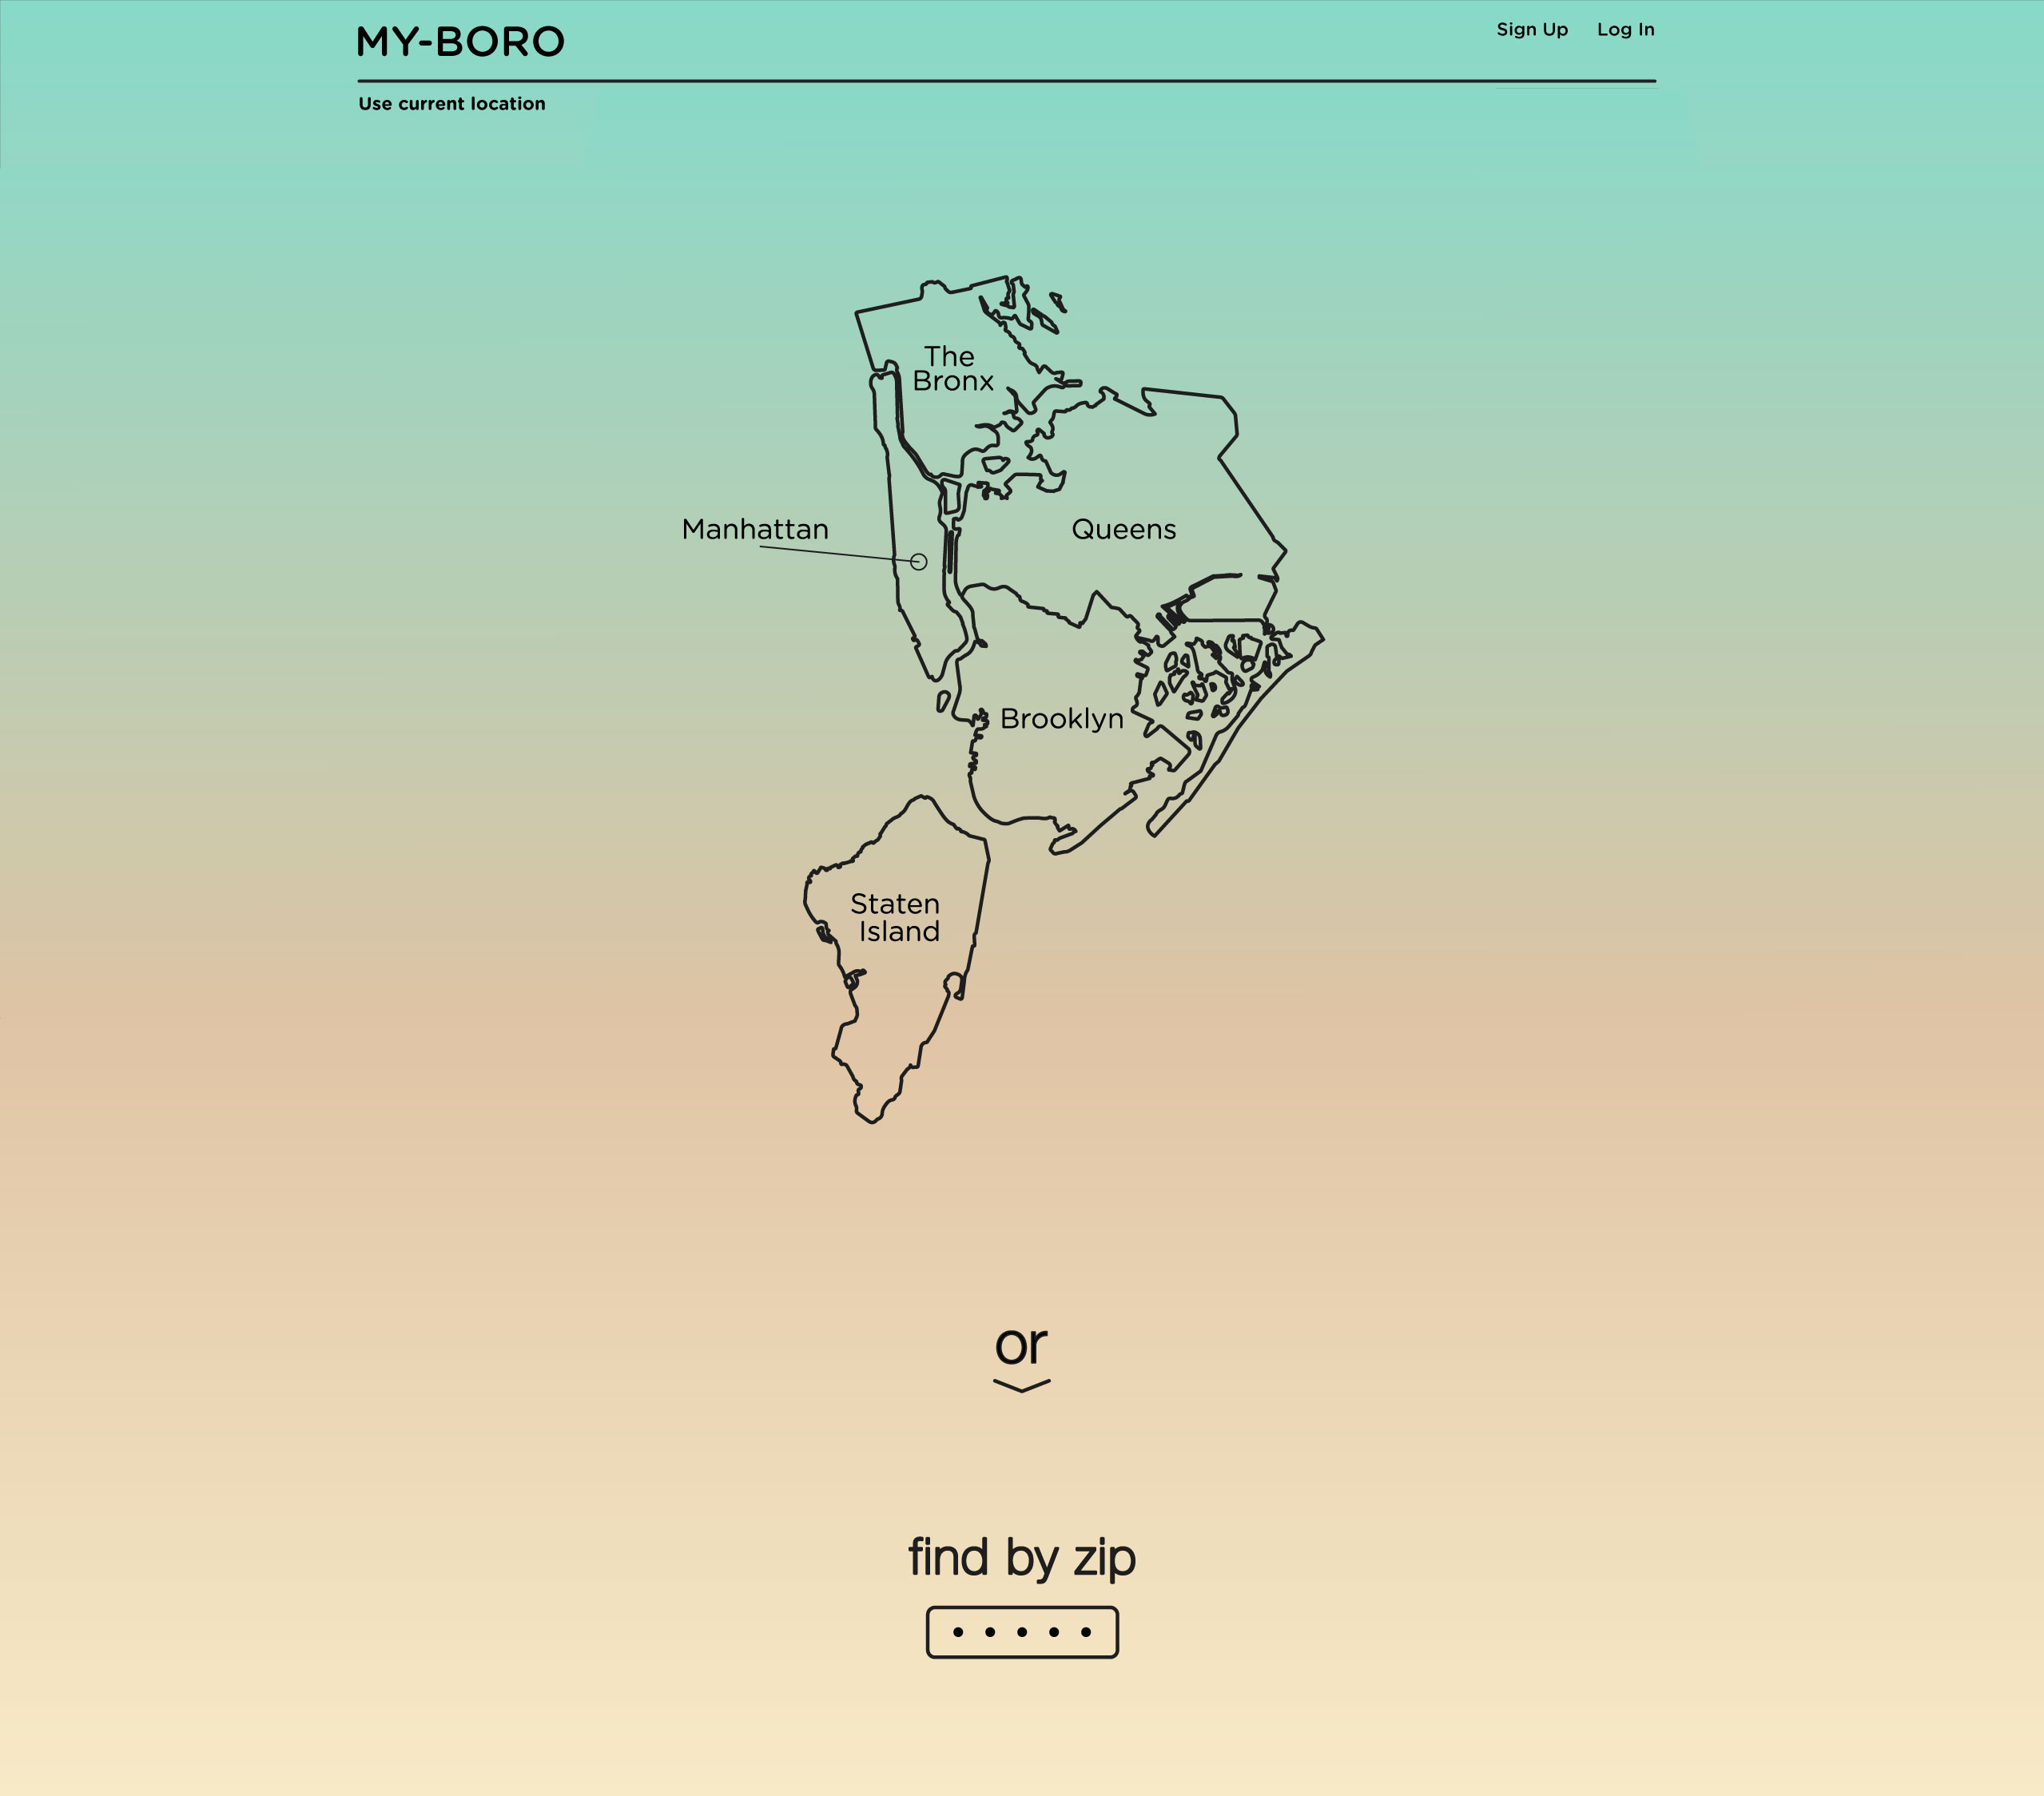 MY-BORO
Sign Up
Log In
Use current location
The
Bronx
Manhattan
Queens
Brooklyn
Staten
Island
or
find by zip